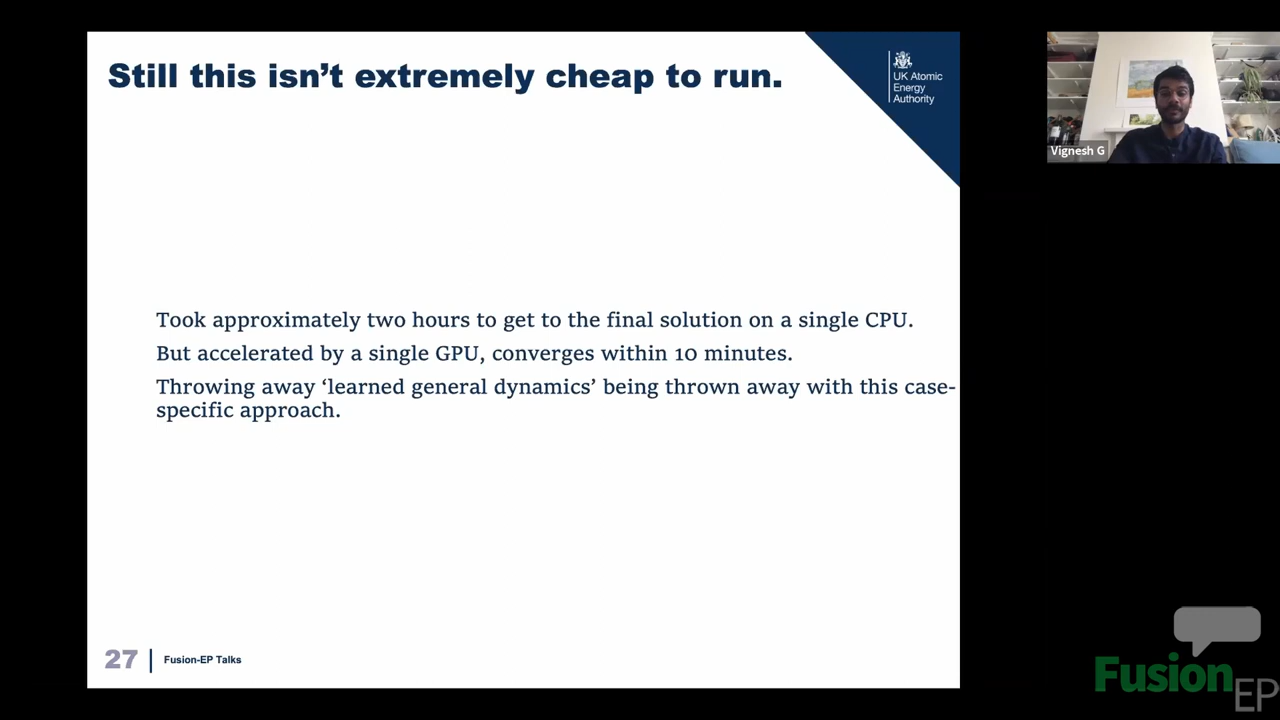 Still this isn't extremely cheap to run.
UK Atomic
Energy
Authority
Vignesh G
Took approximately two hours to get to the final solution on a single CPU.
But accelerated by a single GPU, converges within 10 minutes.
Throwing away ‘learned general dynamics’ being thrown away with this case-
specific approach.
27
Fusion-EP Talks
Fusion
EP